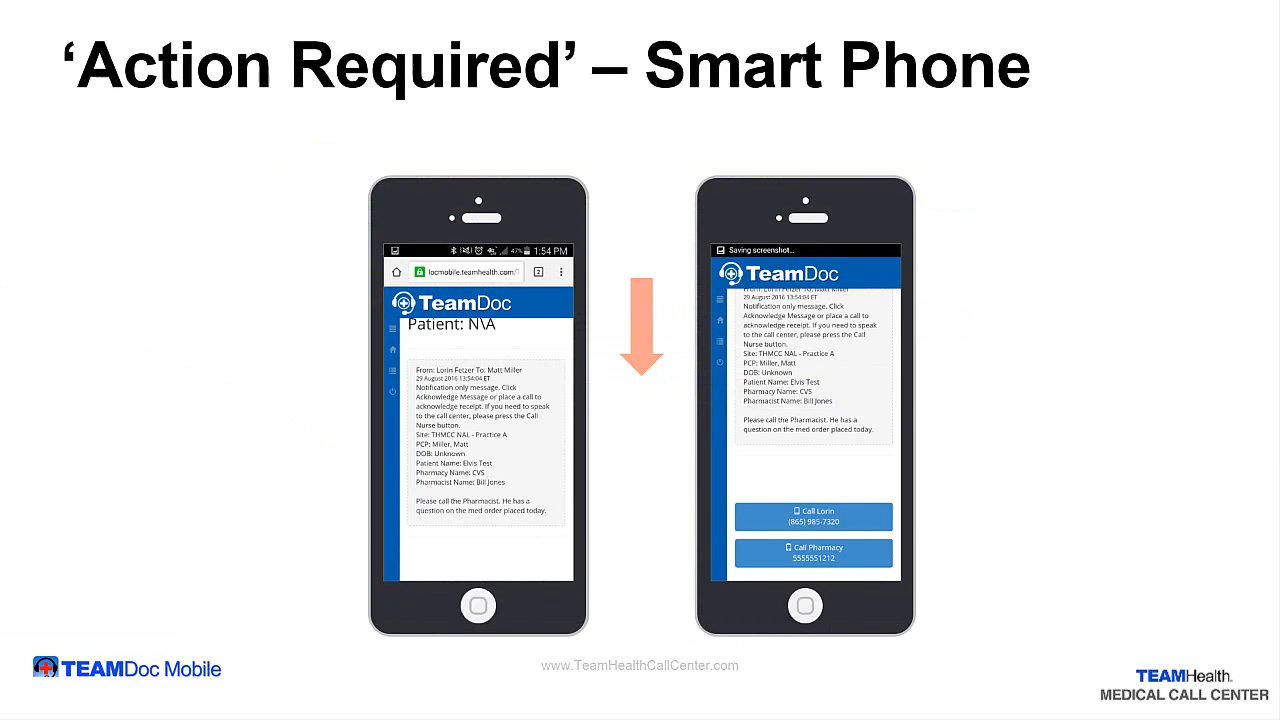 ‘Action Required’ – Smart Phone
47% 1:54 PM
locmobile.teamhealth.com/ 2
TeamDoc
Patient: N\A
From: Lorin Fetzer To: Matt Miller
29 August 2016 13:54:04 ET
Notification only message. Click
Acknowledge Message or place a call to
acknowledge receipt. If you need to speak
to the call center, please press the Call
Nurse button.
Site: THMCC NAL - Practice A
PCP: Miller, Matt
DOB: Unknown
Patient Name: Elvis Test
Pharmacy Name: CVS
Pharmacist Name: Bill Jones
Please call the Pharmacist. He has a
question on the med order placed today.
Saving screenshot...
TeamDoc
From: Lorin Fetzer To: Matt Miller
29 August 2016 13:54:04 ET
Notification only message. Click
Acknowledge Message or place a call to
acknowledge receipt. If you need to speak
to the call center, please press the Call
Nurse button.
Site: THMCC NAL - Practice A
PCP: Miller, Matt
DOB: Unknown
Patient Name: Elvis Test
Pharmacy Name: CVS
Pharmacist Name: Bill Jones
Please call the Pharmacist. He has a
question on the med order placed today.
Call Lorin
(865) 985-7320
Call Pharmacy
5555551212
TEAMDoc Mobile
www.TeamHealthCallCenter.com
TEAMHealth.
MEDICAL CALL CENTER